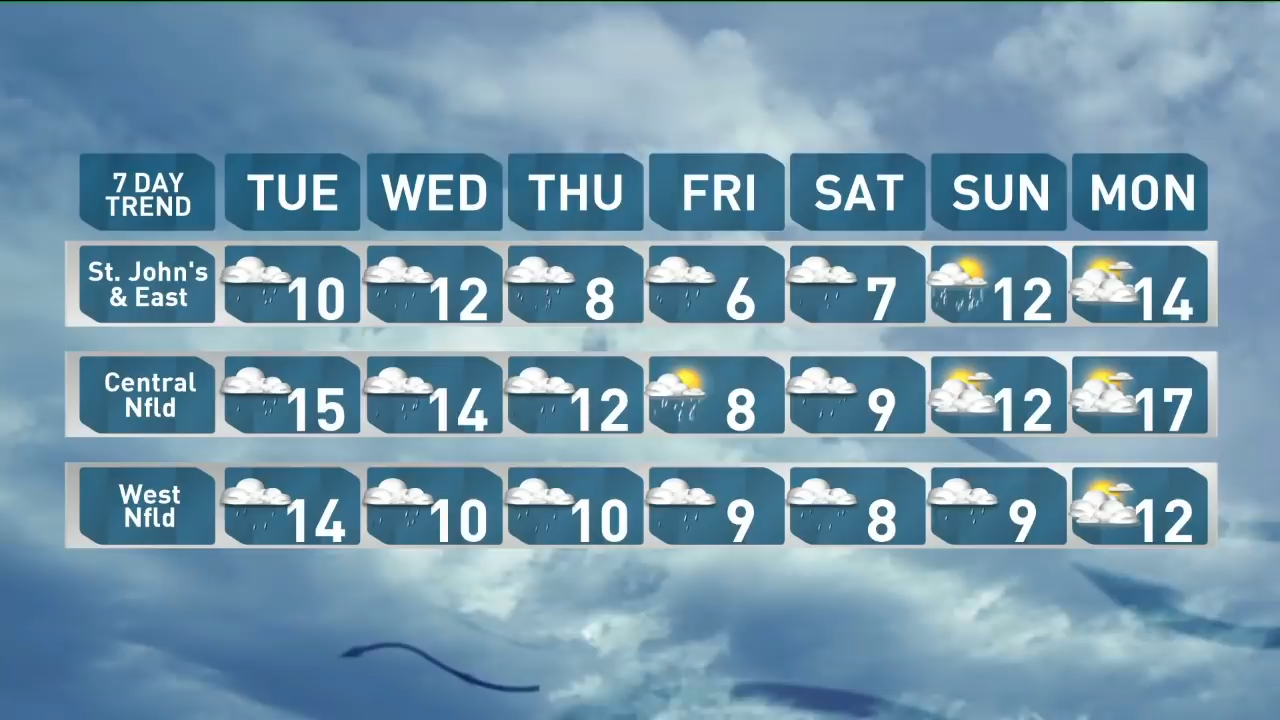 7 DAY
TREND
TUE WED THU FRI SAT SUN MON
St. John's
& East
10 12 8 6 7 12 14
Central
Nfld
15 14 12 8 9 12 17
West
Nfld
14 10 10 9 8 9 12